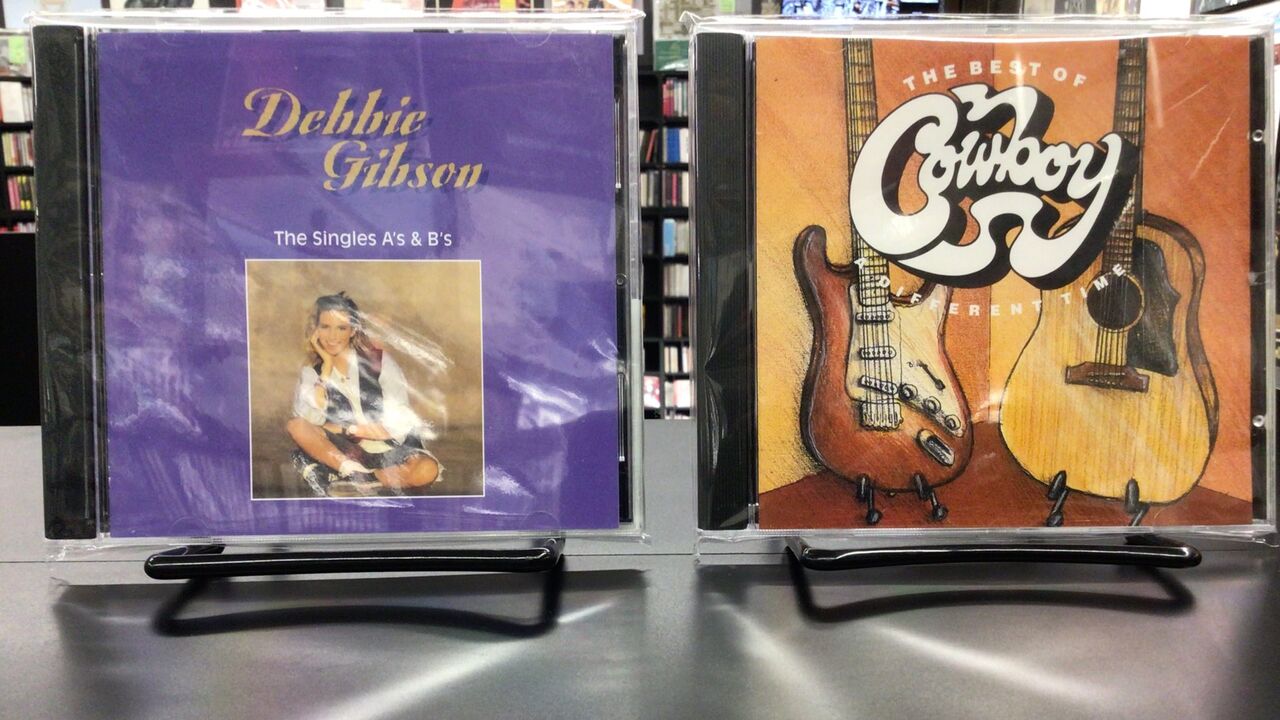 Debbie
Gibson
The Singles A's & B's
THE BEST OF
Cowboy
A DIFFERENT TIME